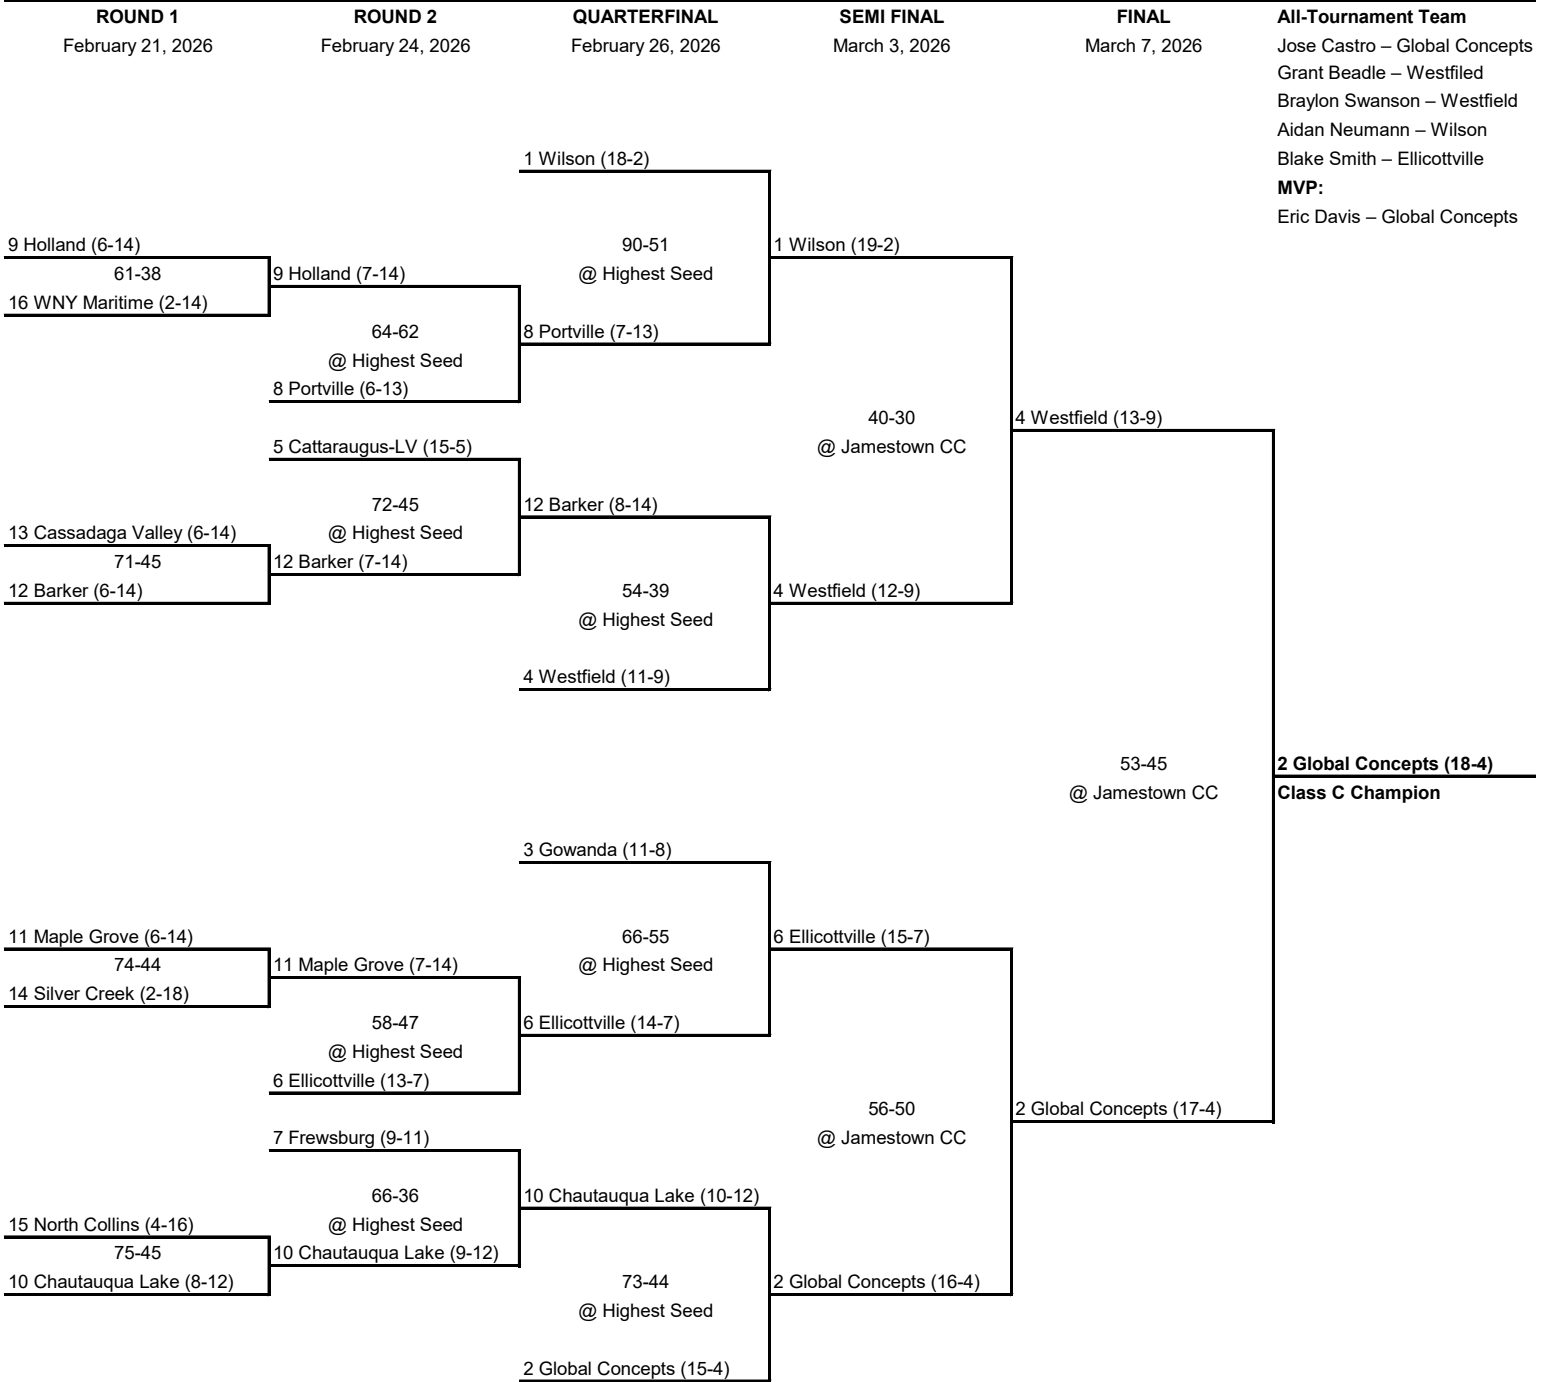 ROUND 1
February 21, 2026
9 Holland (6-14)
61-38
16 WNY Maritime (2-14)
13 Cassadaga Valley (6-14)
71-45
12 Barker (6-14)
11 Maple Grove (6-14)
74-44
14 Silver Creek (2-18)
15 North Collins (4-16)
75-45
10 Chautauqua Lake (8-12)
ROUND 2
February 24, 2026
9 Holland (7-14)
64-62
@ Highest Seed
8 Portville (6-13)
5 Cattaraugus-LV (15-5)
72-45
@ Highest Seed
12 Barker (7-14)
11 Maple Grove (7-14)
58-47
@ Highest Seed
6 Ellicottville (13-7)
7 Frewsburg (9-11)
66-36
@ Highest Seed
10 Chautauqua Lake (9-12)
QUARTERFINAL
February 26, 2026
1 Wilson (18-2)
90-51
@ Highest Seed
8 Portville (7-13)
12 Barker (8-14)
54-39
@ Highest Seed
4 Westfield (11-9)
3 Gowanda (11-8)
66-55
@ Highest Seed
6 Ellicottville (14-7)
10 Chautauqua Lake (10-12)
73-44
@ Highest Seed
2 Global Concepts (15-4)
SEMI FINAL
March 3, 2026
1 Wilson (19-2)
40-30
@ Jamestown CC
4 Westfield (12-9)
6 Ellicottville (15-7)
56-50
@ Jamestown CC
2 Global Concepts (16-4)
FINAL
March 7, 2026
4 Westfield (13-9)
53-45
@ Jamestown CC
2 Global Concepts (17-4)
All-Tournament Team
Jose Castro – Global Concepts
Grant Beadle – Westfiled
Braylon Swanson – Westfield
Aidan Neumann – Wilson
Blake Smith – Ellicottville
MVP:
Eric Davis – Global Concepts
2 Global Concepts (18-4)
Class C Champion